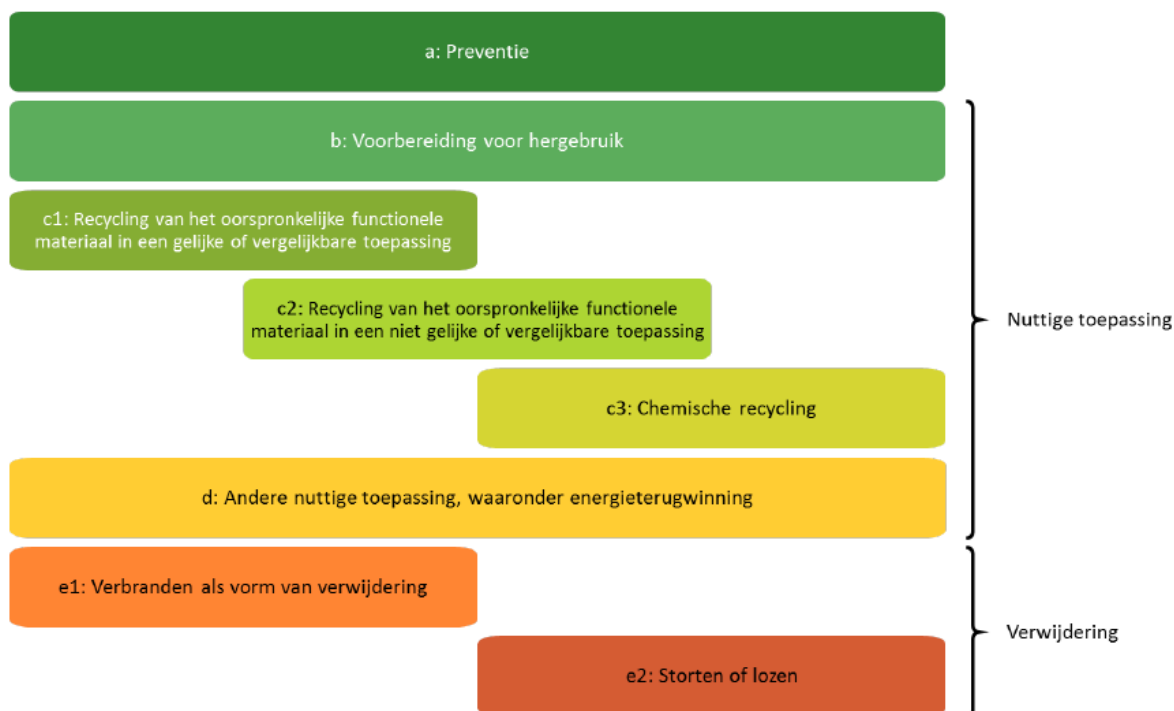 a: Preventie
b: Voorbereiding voor hergebruik
c1: Recycling van het oorspronkelijke functionele
materiaal in een gelijke of vergelijkbare toepassing
c2: Recycling van het oorspronkelijke functionele
materiaal in een niet gelijke of vergelijkbare toepassing
Nuttige toepassing
c3: Chemische recycling
d: Andere nuttige toepassing, waaronder energieterugwinning
e1: Verbranden als vorm van verwijdering
Verwijdering
e2: Storten of lozen